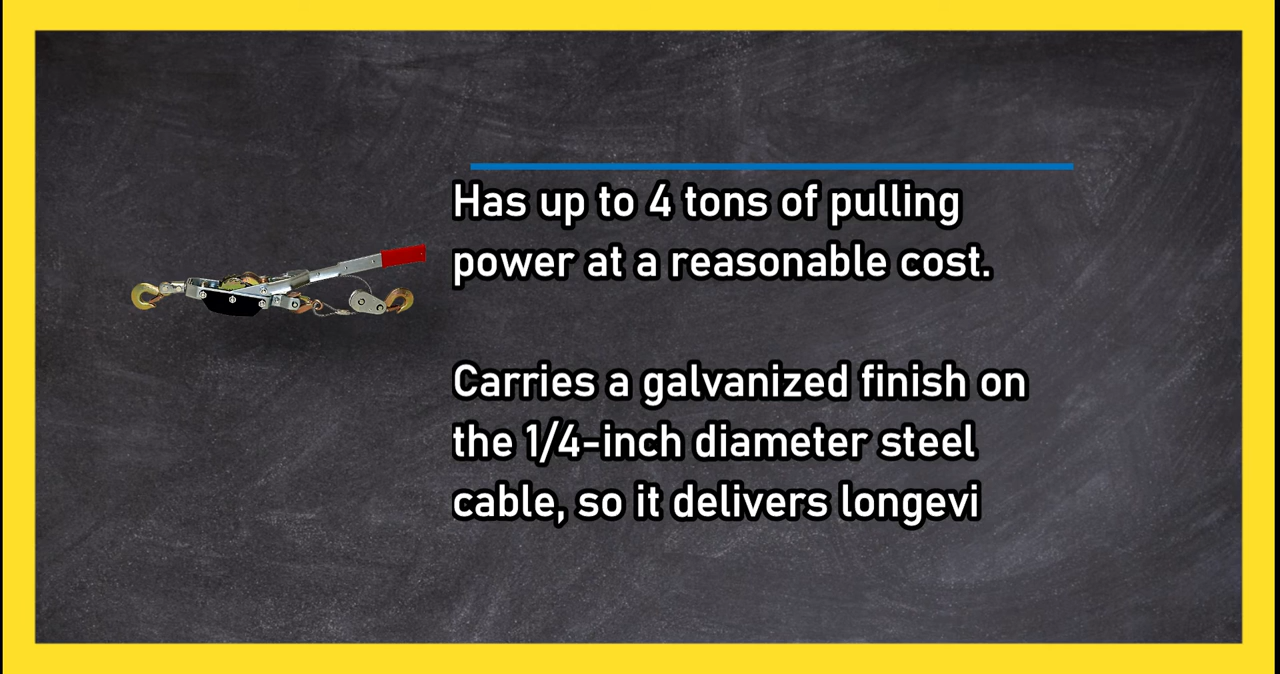 Has up to 4 tons of pulling
power at a reasonable cost.
Carries a galvanized finish on
the 1/4-inch diameter steel
cable, so it delivers longevi